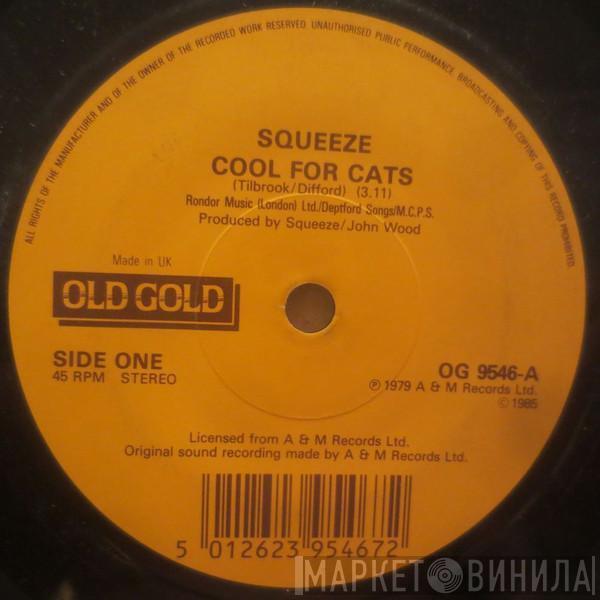 ALL RIGHTS OF THE MANUFACTURER AND OF THE OWNER OF THE RECORDED WORK RESERVED. UNAUTHORISED PUBLIC PERFORMANCE BROADCASTING AND COPYING OF THIS RECORD PROHIBITED.
SQUEEZE
COOL FOR CATS
(Tilbrook/Difford) (3.11)
Rondor Music (London) Ltd./Deptford Songs/M.C.P.S.
Produced by Squeeze/John Wood
Made in UK
OLD GOLD
SIDE ONE
45 RPM STEREO
OG 9546-A
℗ 1979 A & M Records Ltd.
© 1985
Licensed from A & M Records Ltd.
Original sound recording made by A & M Records Ltd.
5 012623 954672
МАРКЕТ ВИНИЛА